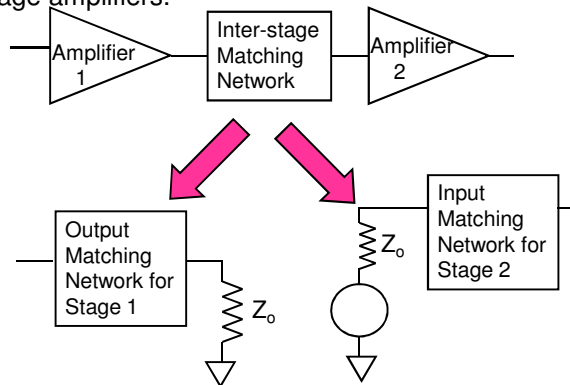 age amplifiers.
Amplifier
1
Inter-stage
Matching
Network
Amplifier
2
Output
Matching
Network for
Stage 1
Zo
Zo
Input
Matching
Network for
Stage 2